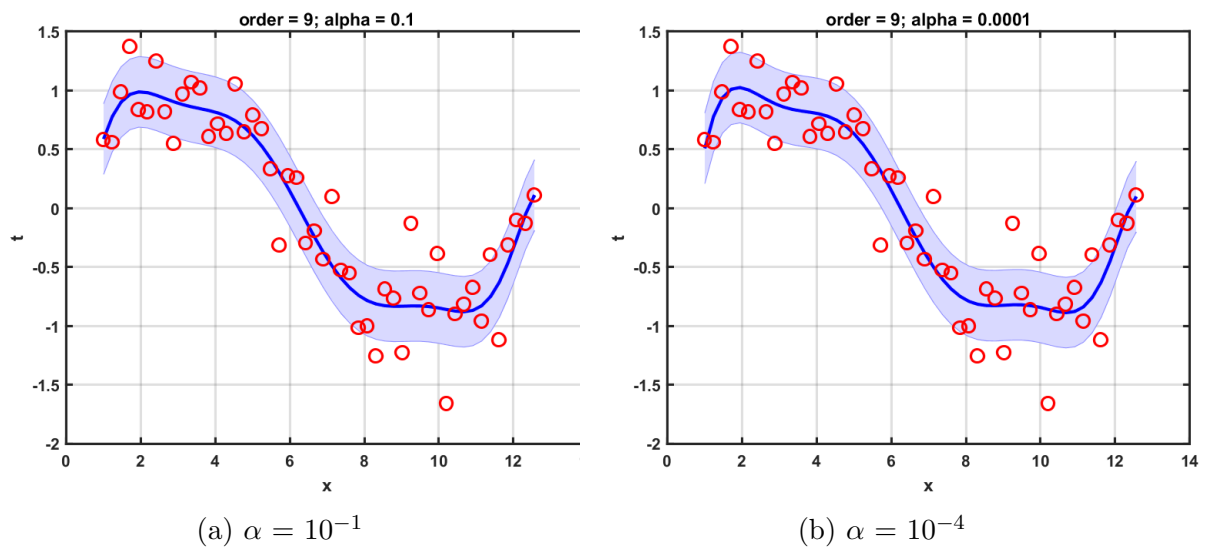 order = 9; alpha = 0.1
1.5
1
0.5
0
-0.5
-1
-1.5
-2
t
0 2 4 6 8 10 12
x
(a) α = 10⁻¹
order = 9; alpha = 0.0001
1.5
1
0.5
0
-0.5
-1
-1.5
-2
t
0 2 4 6 8 10 12 14
x
(b) α = 10⁻⁴